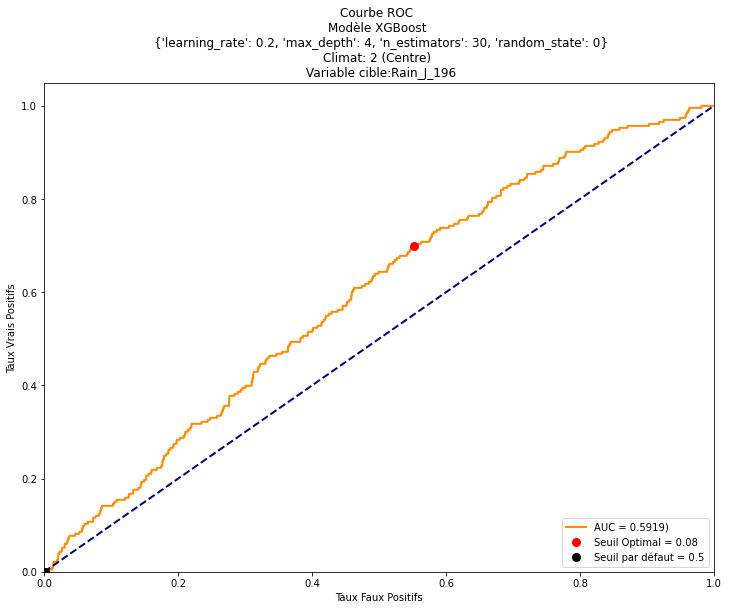 Courbe ROC
Modèle XGBoost
{'learning_rate': 0.2, 'max_depth': 4, 'n_estimators': 30, 'random_state': 0}
Climat: 2 (Centre)
Variable cible:Rain_J_196
Taux Vrais Positifs
1.0
0.8
0.6
0.4
0.2
0.0
0.0 0.2 0.4 0.6 0.8 1.0
Taux Faux Positifs
AUC = 0.5919)
Seuil Optimal = 0.08
Seuil par défaut = 0.5